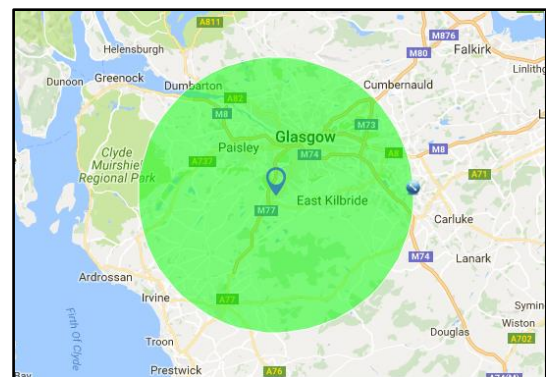 A811
M876
Helensburgh
M80
Falkirk
Dunoon
Greenock
Dumbarton
Cumbernauld
Linlith
A82
M8
M73
Glasgow
Clyde
Muirshiel
Regional Park
Paisley
M74
A8
M8
A737
A71
East Kilbride
M77
Carluke
M74
Lanark
Ardrossan
Irvine
A77
Symin
Firth Of Clyde
Wiston
Douglas
A702
Troon
Prestwick
A76
Bay